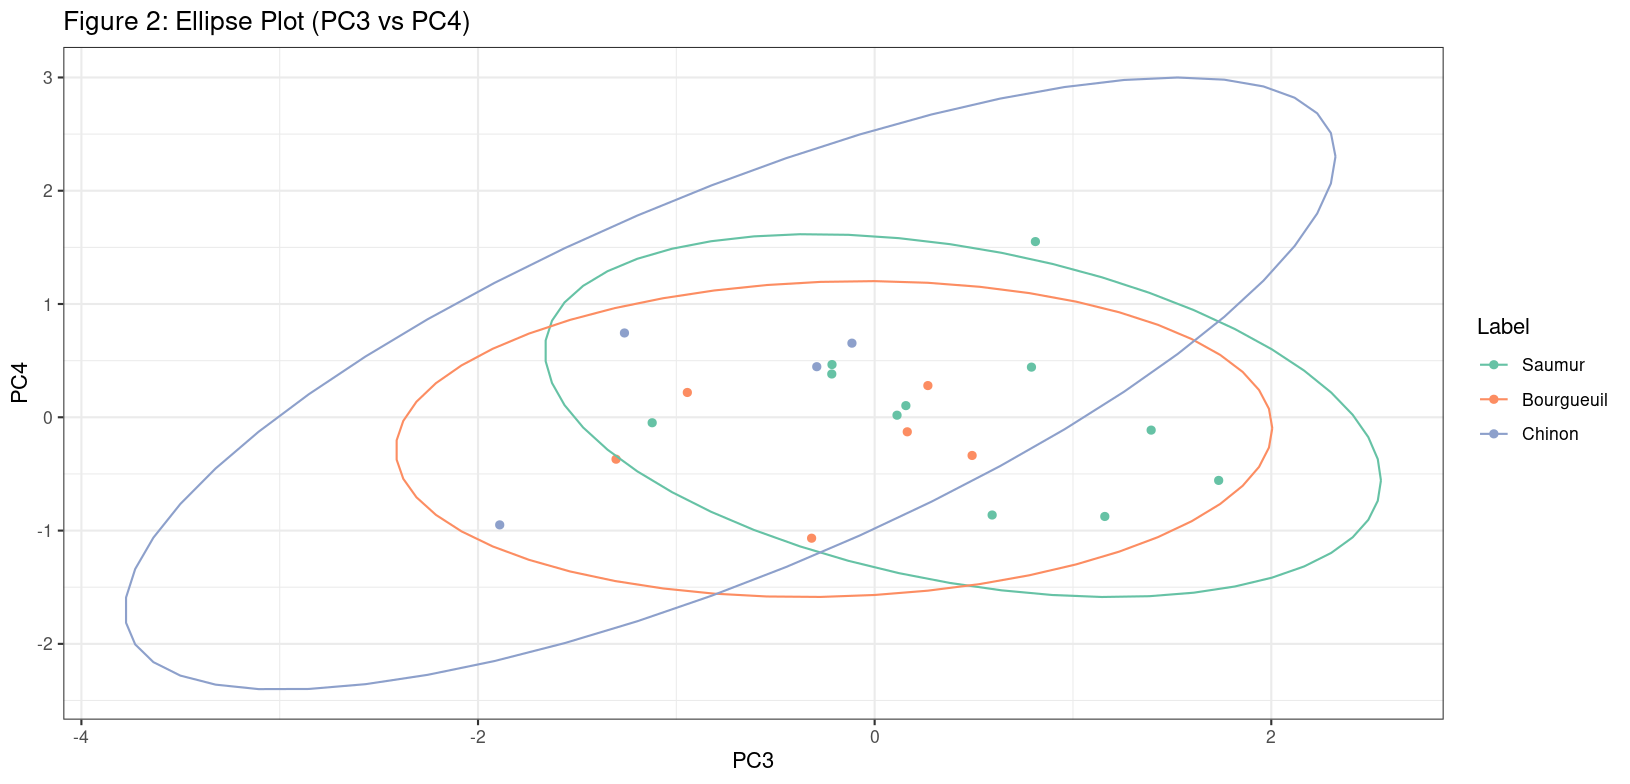 Figure 2: Ellipse Plot (PC3 vs PC4)
3
2
1
0
-1
-2
PC4
-4
-2
0
2
PC3
Label
Saumur
Bourgueuil
Chinon